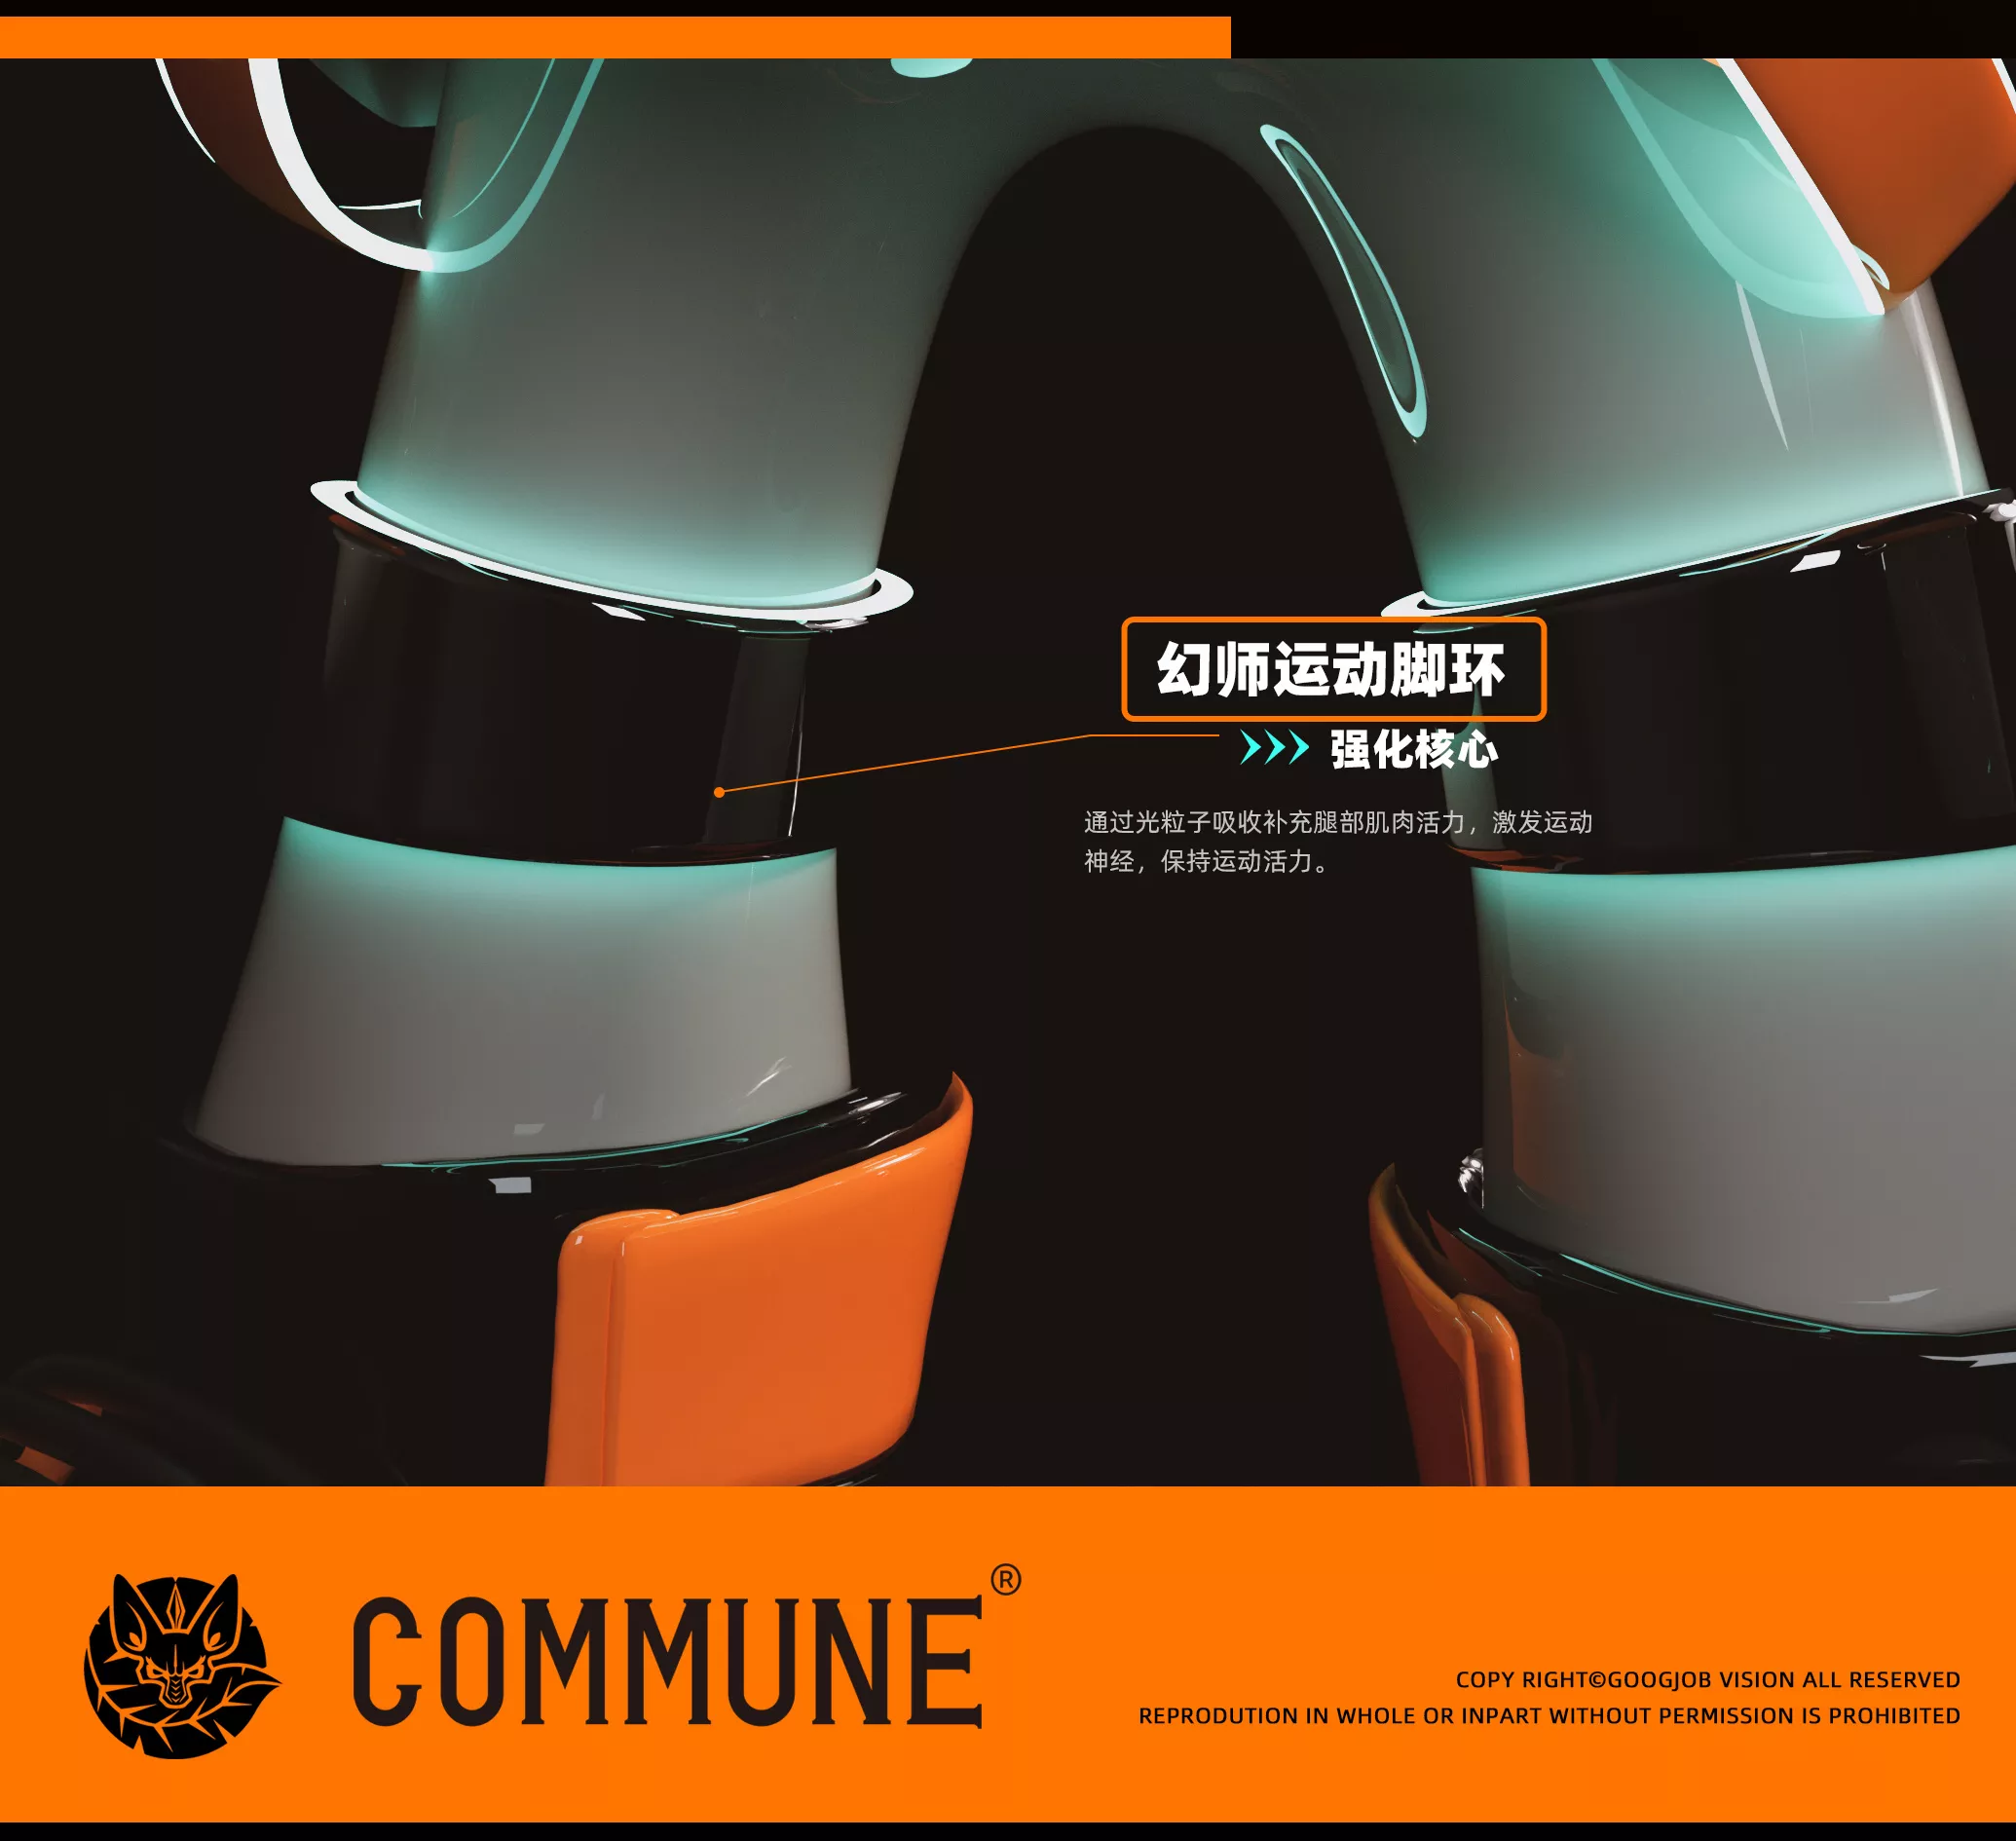 幻师运动脚环
强化核心
通过光粒子吸收补充腿部肌肉活力，激发运动
神经，保持运动活力。
COMMUNE®
COPY RIGHT©GOOGJOB VISION ALL RESERVED
REPRODUTION IN WHOLE OR INPART WITHOUT PERMISSION IS PROHIBITED